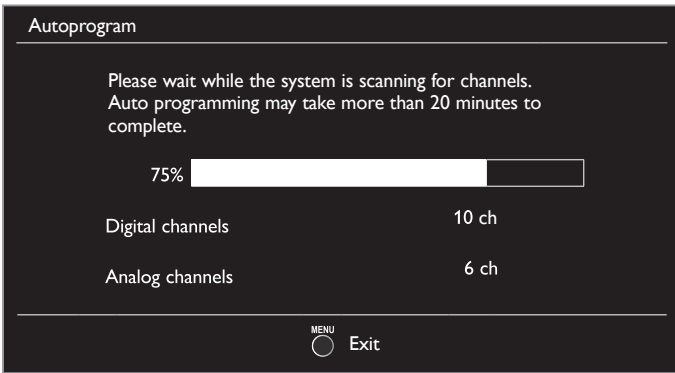 Autoprogram
Please wait while the system is scanning for channels.
Auto programming may take more than 20 minutes to
complete.
75%
Digital channels 10 ch
Analog channels 6 ch
MENU
Exit